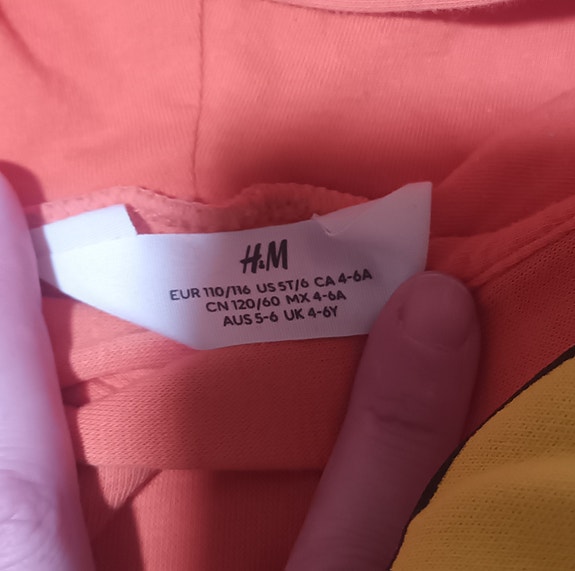 H&M
EUR 110/116 US 5T/6 CA 4-6A
CN 120/60 MX 4-6A
AUS 5-6 UK 4-6Y